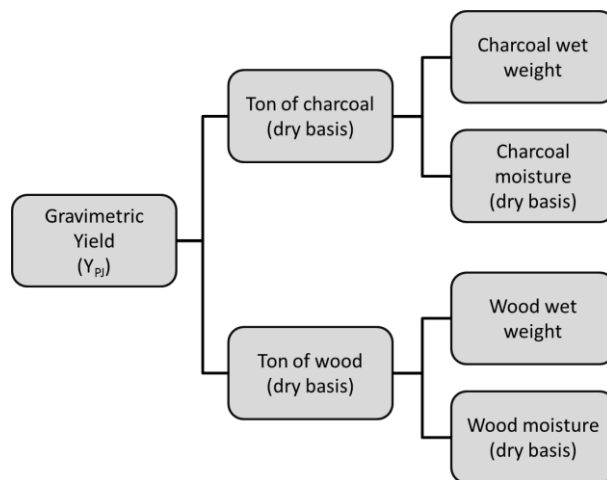 Gravimetric
Yield
(Y_PJ)
Ton of charcoal
(dry basis)
Charcoal wet
weight
Charcoal
moisture
(dry basis)
Ton of wood
(dry basis)
Wood wet
weight
Wood moisture
(dry basis)